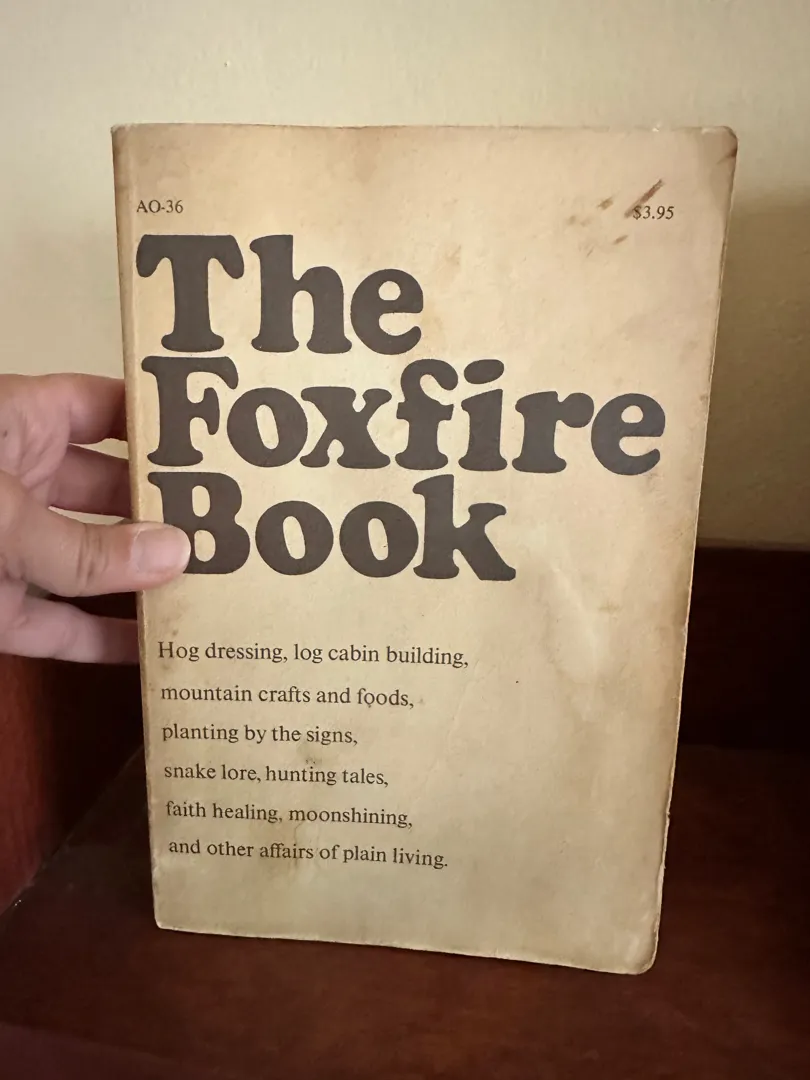 AO-36 $3.95
The
Foxfire
Book
Hog dressing, log cabin building,
mountain crafts and foods,
planting by the signs,
snake lore, hunting tales,
faith healing, moonshining,
and other affairs of plain living.